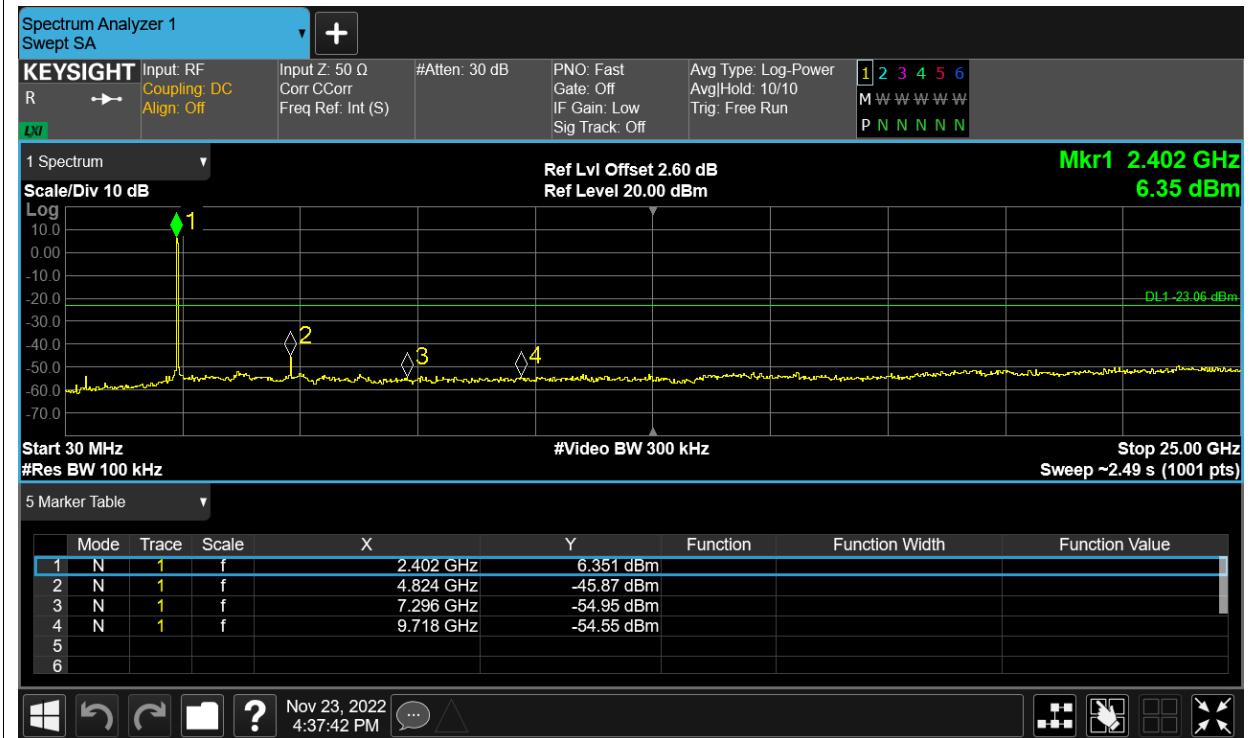 Spectrum Analyzer 1
Swept SA
+
KEYSIGHT
R
LXI
Input: RF
Coupling: DC
Align: Off
Input Z: 50 Ω
Corr CCorr
Freq Ref: Int (S)
#Atten: 30 dB
PNO: Fast
Gate: Off
IF Gain: Low
Sig Track: Off
Avg Type: Log-Power
Avg|Hold: 10/10
Trig: Free Run
1 2 3 4 5 6
M W W W W W
P N N N N N
1 Spectrum
Scale/Div 10 dB
Ref Lvl Offset 2.60 dB
Ref Level 20.00 dBm
Mkr1 2.402 GHz
6.35 dBm
Log
10.0
0.00
-10.0
-20.0
-30.0
-40.0
-50.0
-60.0
-70.0
1
2
3
4
DL1 -23.06 dBm
Start 30 MHz #Video BW 300 kHz Stop 25.00 GHz
#Res BW 100 kHz Sweep ~2.49 s (1001 pts)
5 Marker Table
Mode Trace Scale X Y Function Function Width Function Value
1 N 1 f 2.402 GHz 6.351 dBm
2 N 1 f 4.824 GHz -45.87 dBm
3 N 1 f 7.296 GHz -54.95 dBm
4 N 1 f 9.718 GHz -54.55 dBm
5
6
?
Nov 23, 2022
4:37:42 PM